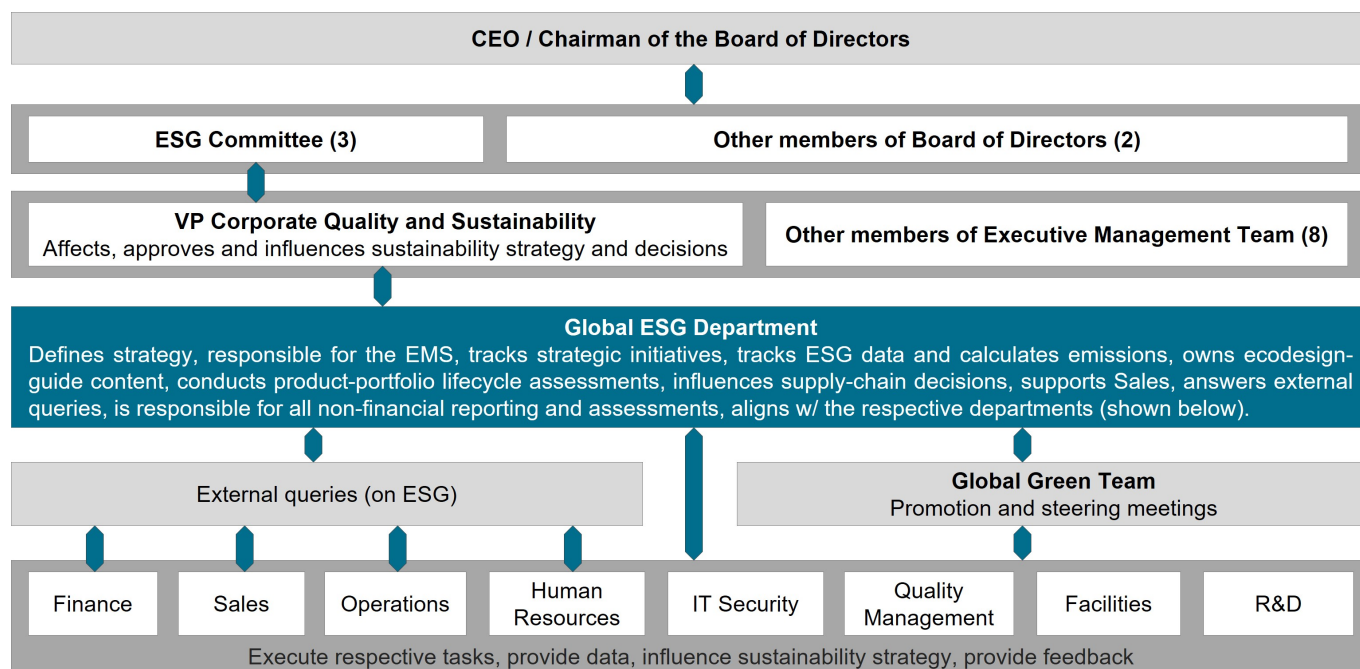 CEO / Chairman of the Board of Directors
ESG Committee (3)
Other members of Board of Directors (2)
VP Corporate Quality and Sustainability
Affects, approves and influences sustainability strategy and decisions
Other members of Executive Management Team (8)
Global ESG Department
Defines strategy, responsible for the EMS, tracks strategic initiatives, tracks ESG data and calculates emissions, owns ecodesign-
guide content, conducts product-portfolio lifecycle assessments, influences supply-chain decisions, supports Sales, answers external
queries, is responsible for all non-financial reporting and assessments, aligns w/ the respective departments (shown below).
External queries (on ESG)
Global Green Team
Promotion and steering meetings
Finance
Sales
Operations
Human
Resources
IT Security
Quality
Management
Facilities
R&D
Execute respective tasks, provide data, influence sustainability strategy, provide feedback